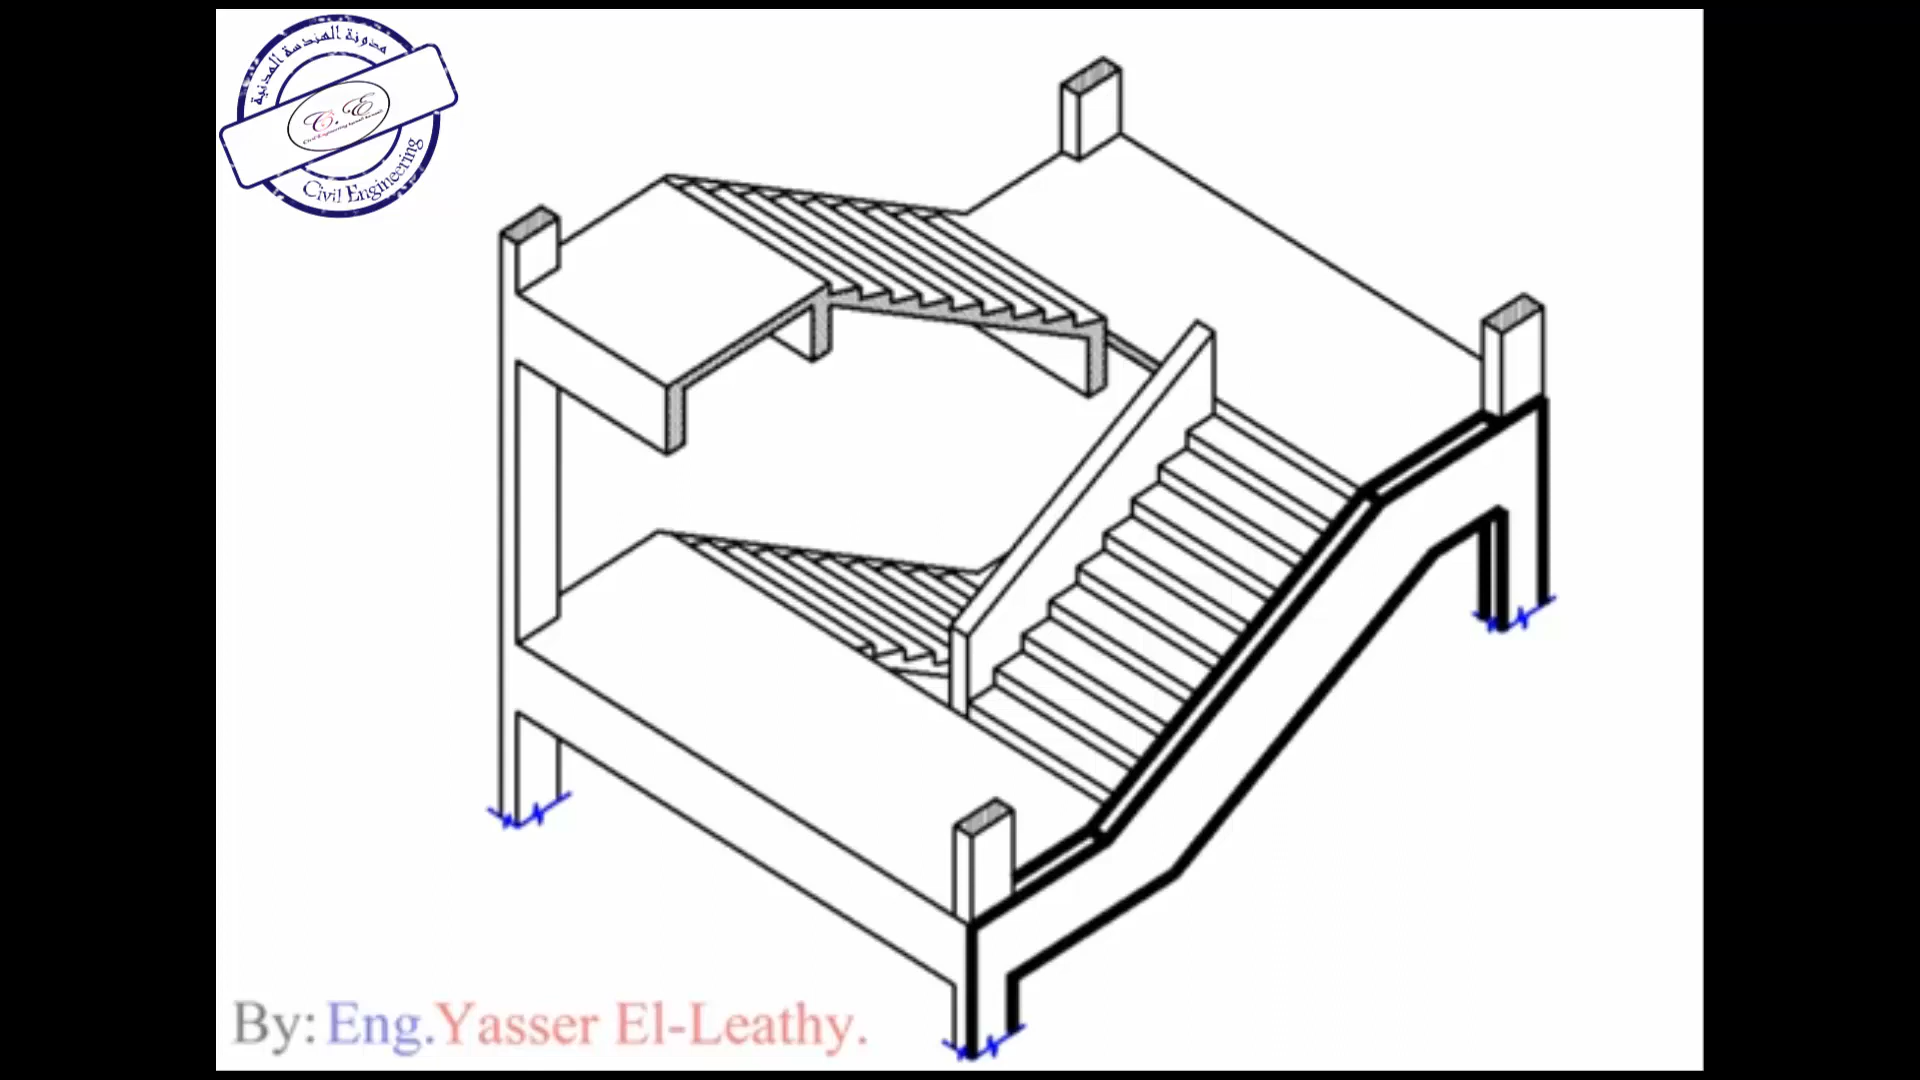 مدونة الهندسة المدنية
C.E
Civil Engineering
By: Eng.Yasser El-Leathy.